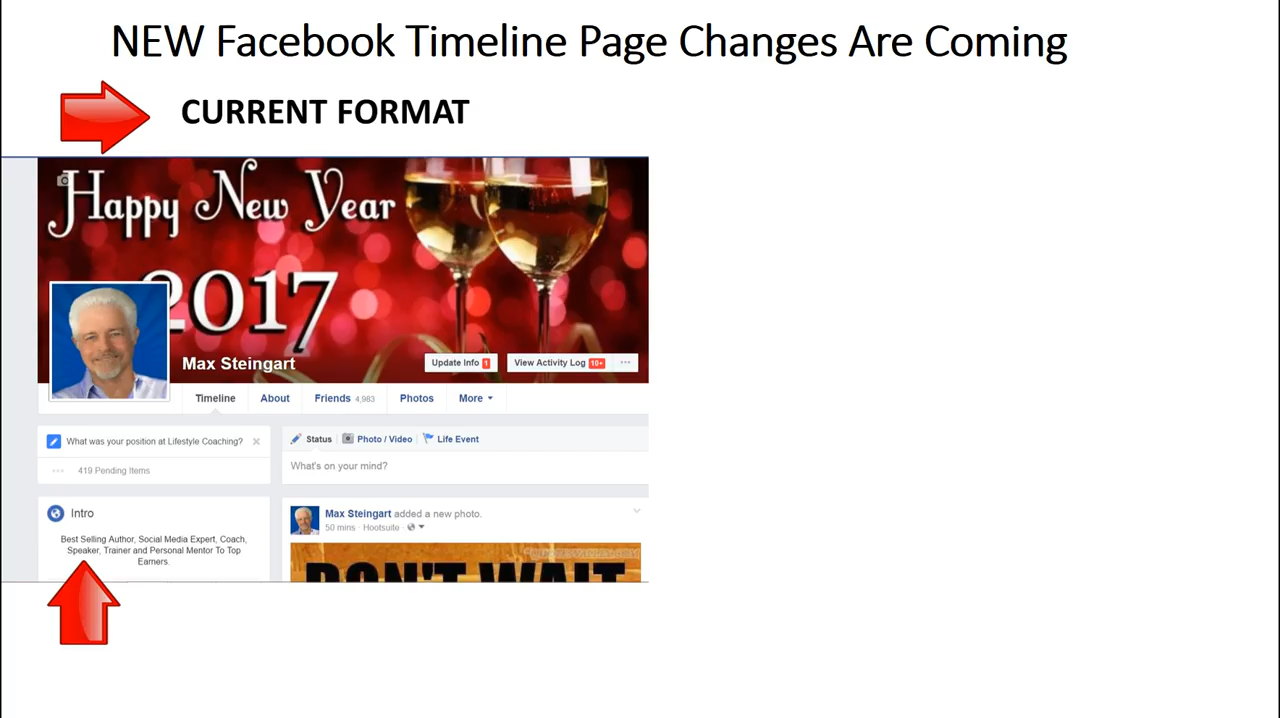 NEW Facebook Timeline Page Changes Are Coming
CURRENT FORMAT
Happy New Year
2017
Max Steingart
Update Info 1
View Activity Log 10+ ...
Timeline About Friends 4,983 Photos More
What was your position at Lifestyle Coaching? ×
... 419 Pending Items
Status Photo / Video Life Event
What's on your mind?
Intro
Best Selling Author, Social Media Expert, Coach,
Speaker, Trainer and Personal Mentor To Top
Earners.
Max Steingart added a new photo.
50 mins · Hootsuite ·
DON'T WAIT